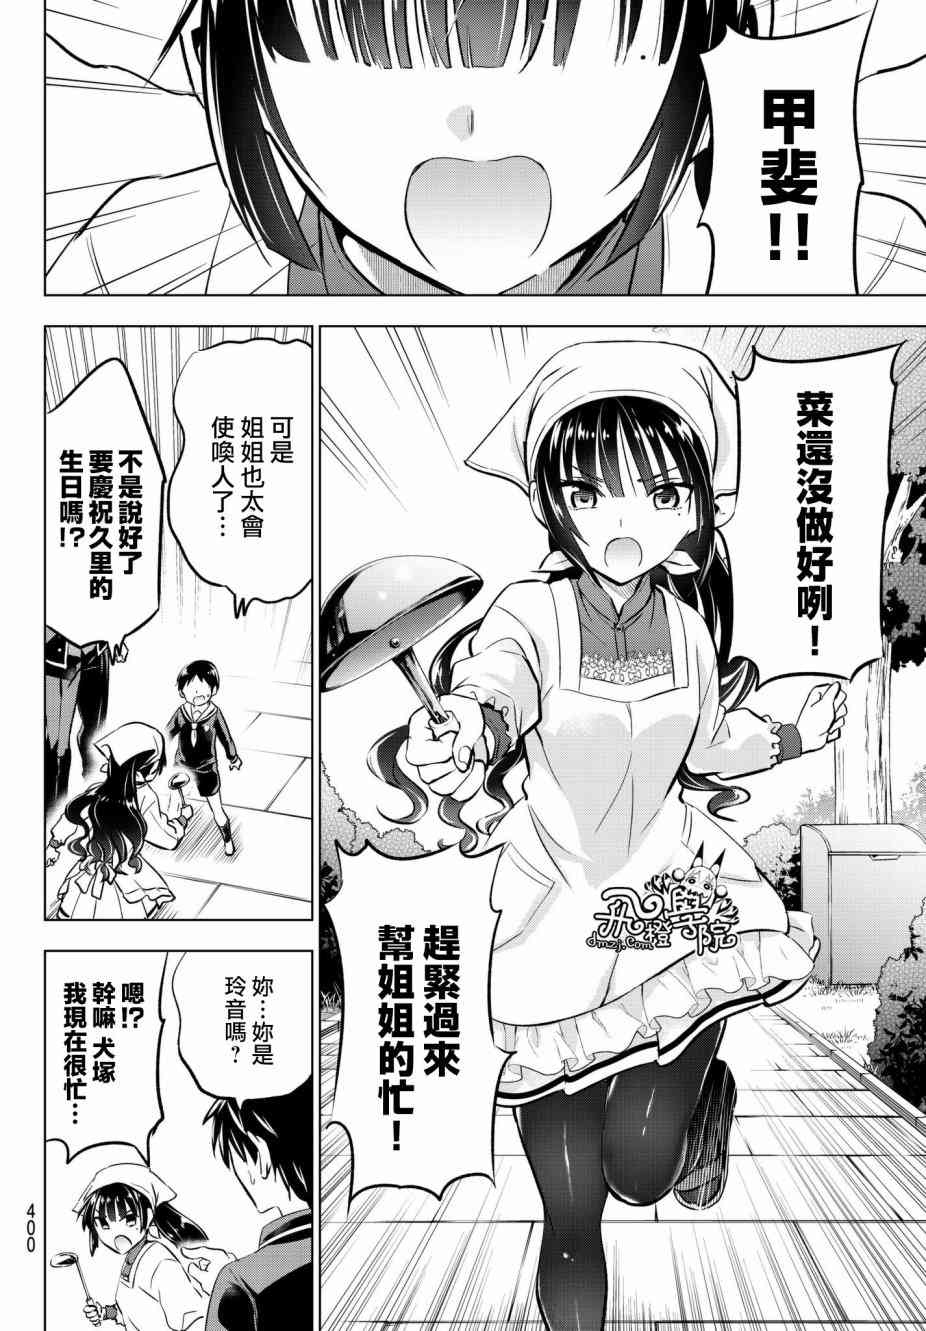 甲斐!!
菜還沒做好咧！
趕緊過來
幫姐姐的忙！
可是
姐姐也太會
使喚人了…
不是說好了
要慶祝久里的
生日嗎!?
妳…妳是
玲音嗎？
嗯!?
幹嘛 犬塚
我現在很忙…
dmzj.com
400